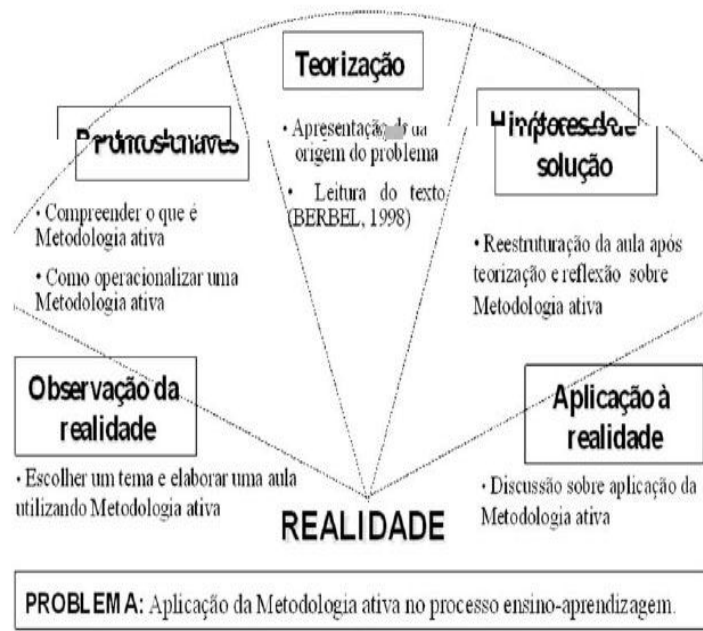 Teorização
• Apresentação da
origem do problema
• Leitura do texto
(BERBEL, 1998)
• Compreender o que é
Metodologia ativa
• Como operacionalizar uma
Metodologia ativa
Hipóteses de
solução
• Reestruturação da aula após
teorização e reflexão sobre
Metodologia ativa
Observação da
realidade
• Escolher um tema e elaborar uma aula
utilizando Metodologia ativa
Aplicação à
realidade
• Discussão sobre aplicação da
Metodologia ativa
REALIDADE
PROBLEMA: Aplicação da Metodologia ativa no processo ensino-aprendizagem.